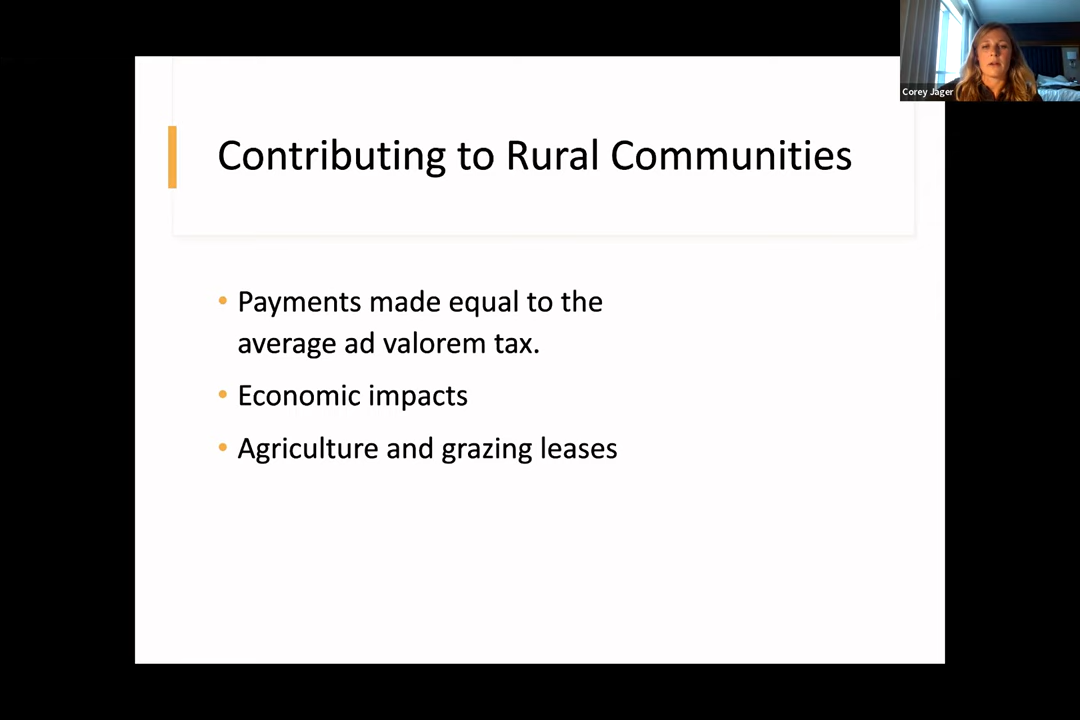 Corey Jager
Contributing to Rural Communities
• Payments made equal to the
average ad valorem tax.
• Economic impacts
• Agriculture and grazing leases